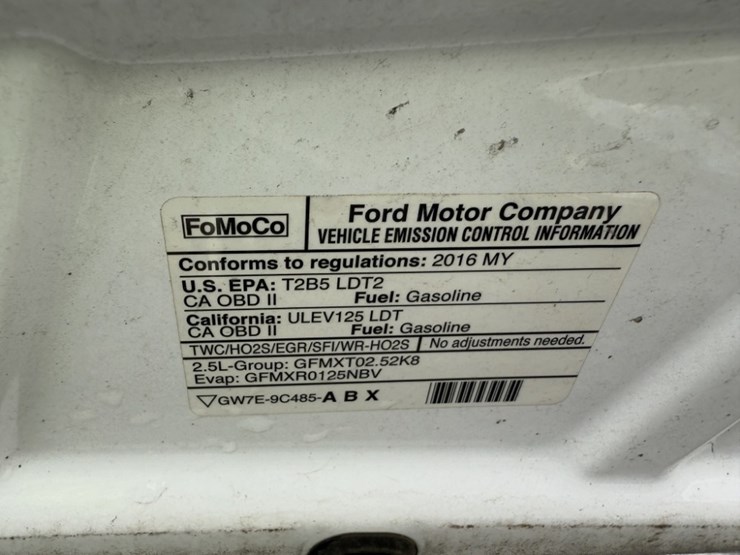 FoMoCo
Ford Motor Company
VEHICLE EMISSION CONTROL INFORMATION
Conforms to regulations: 2016 MY
U.S. EPA: T2B5 LDT2
CA OBD II Fuel: Gasoline
California: ULEV125 LDT
CA OBD II Fuel: Gasoline
TWC/HO2S/EGR/SFI/WR-HO2S No adjustments needed.
2.5L-Group: GFMXT02.52K8
Evap: GFMXR0125NBV
GW7E-9C485-A B X